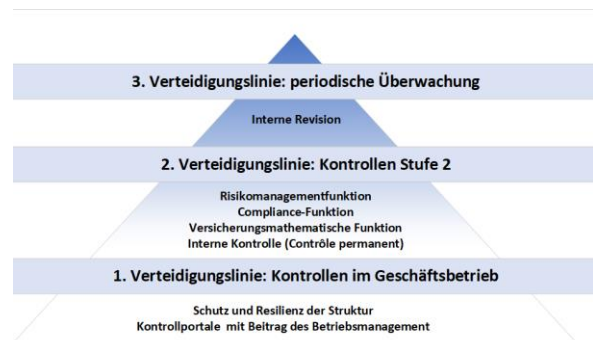 3. Verteidigungslinie: periodische Überwachung
Interne Revision
2. Verteidigungslinie: Kontrollen Stufe 2
Risikomanagementfunktion
Compliance-Funktion
Versicherungsmathematische Funktion
Interne Kontrolle (Contrôle permanent)
1. Verteidigungslinie: Kontrollen im Geschäftsbetrieb
Schutz und Resilienz der Struktur
Kontrollportale mit Beitrag des Betriebsmanagement